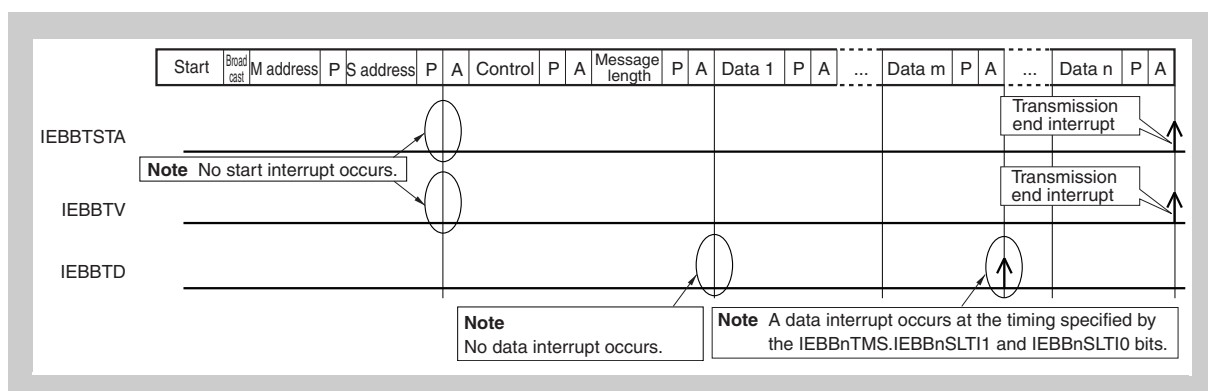 Start Broad cast M address P S address P A Control P A Message length P A Data 1 P A ... Data m P A ... Data n P A
IEBBTSTA
Transmission
end interrupt
Note No start interrupt occurs.
IEBBTV
Transmission
end interrupt
IEBBTD
Note
No data interrupt occurs.
Note A data interrupt occurs at the timing specified by
the IEBBnTMS.IEBBnSLTI1 and IEBBnSLTI0 bits.